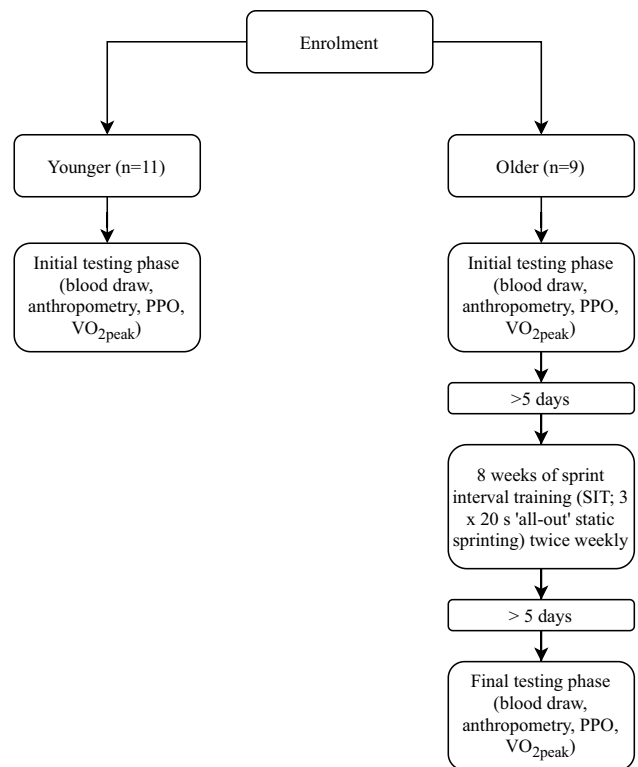 Enrolment
Younger (n=11)
Older (n=9)
Initial testing phase
(blood draw,
anthropometry, PPO,
VO2peak)
Initial testing phase
(blood draw,
anthropometry, PPO,
VO2peak)
>5 days
8 weeks of sprint
interval training (SIT; 3
x 20 s 'all-out' static
sprinting) twice weekly
> 5 days
Final testing phase
(blood draw,
anthropometry, PPO,
VO2peak)